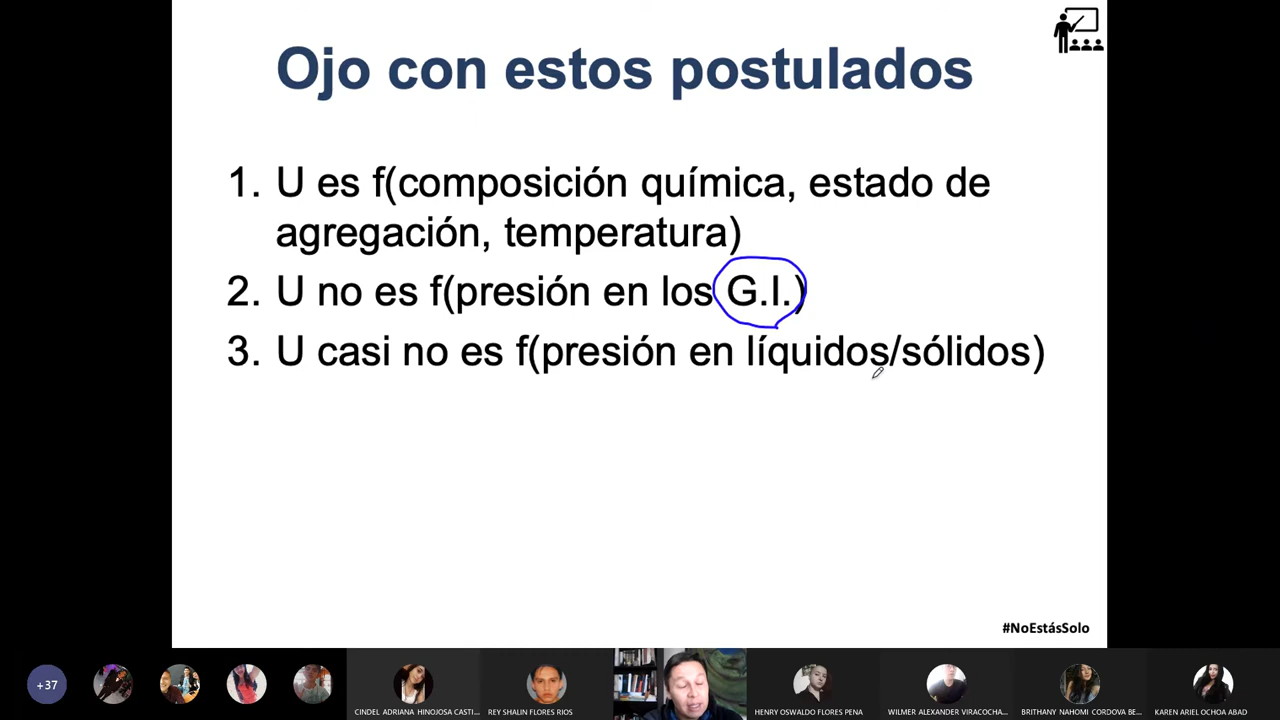 Ojo con estos postulados
1. U es f(composición química, estado de
agregación, temperatura)
2. U no es f(presión en los G.I.)
3. U casi no es f(presión en líquidos/sólidos)
#NoEstásSolo
+37
CINDEL ADRIANA HINOJOSA CASTI...
REY SHALIN FLORES RIOS
HENRY OSWALDO FLORES PENA
WILMER ALEXANDER VIRACOCHA...
BRITHANY NAHOMI CORDOVA BE...
KAREN ARIEL OCHOA ABAD